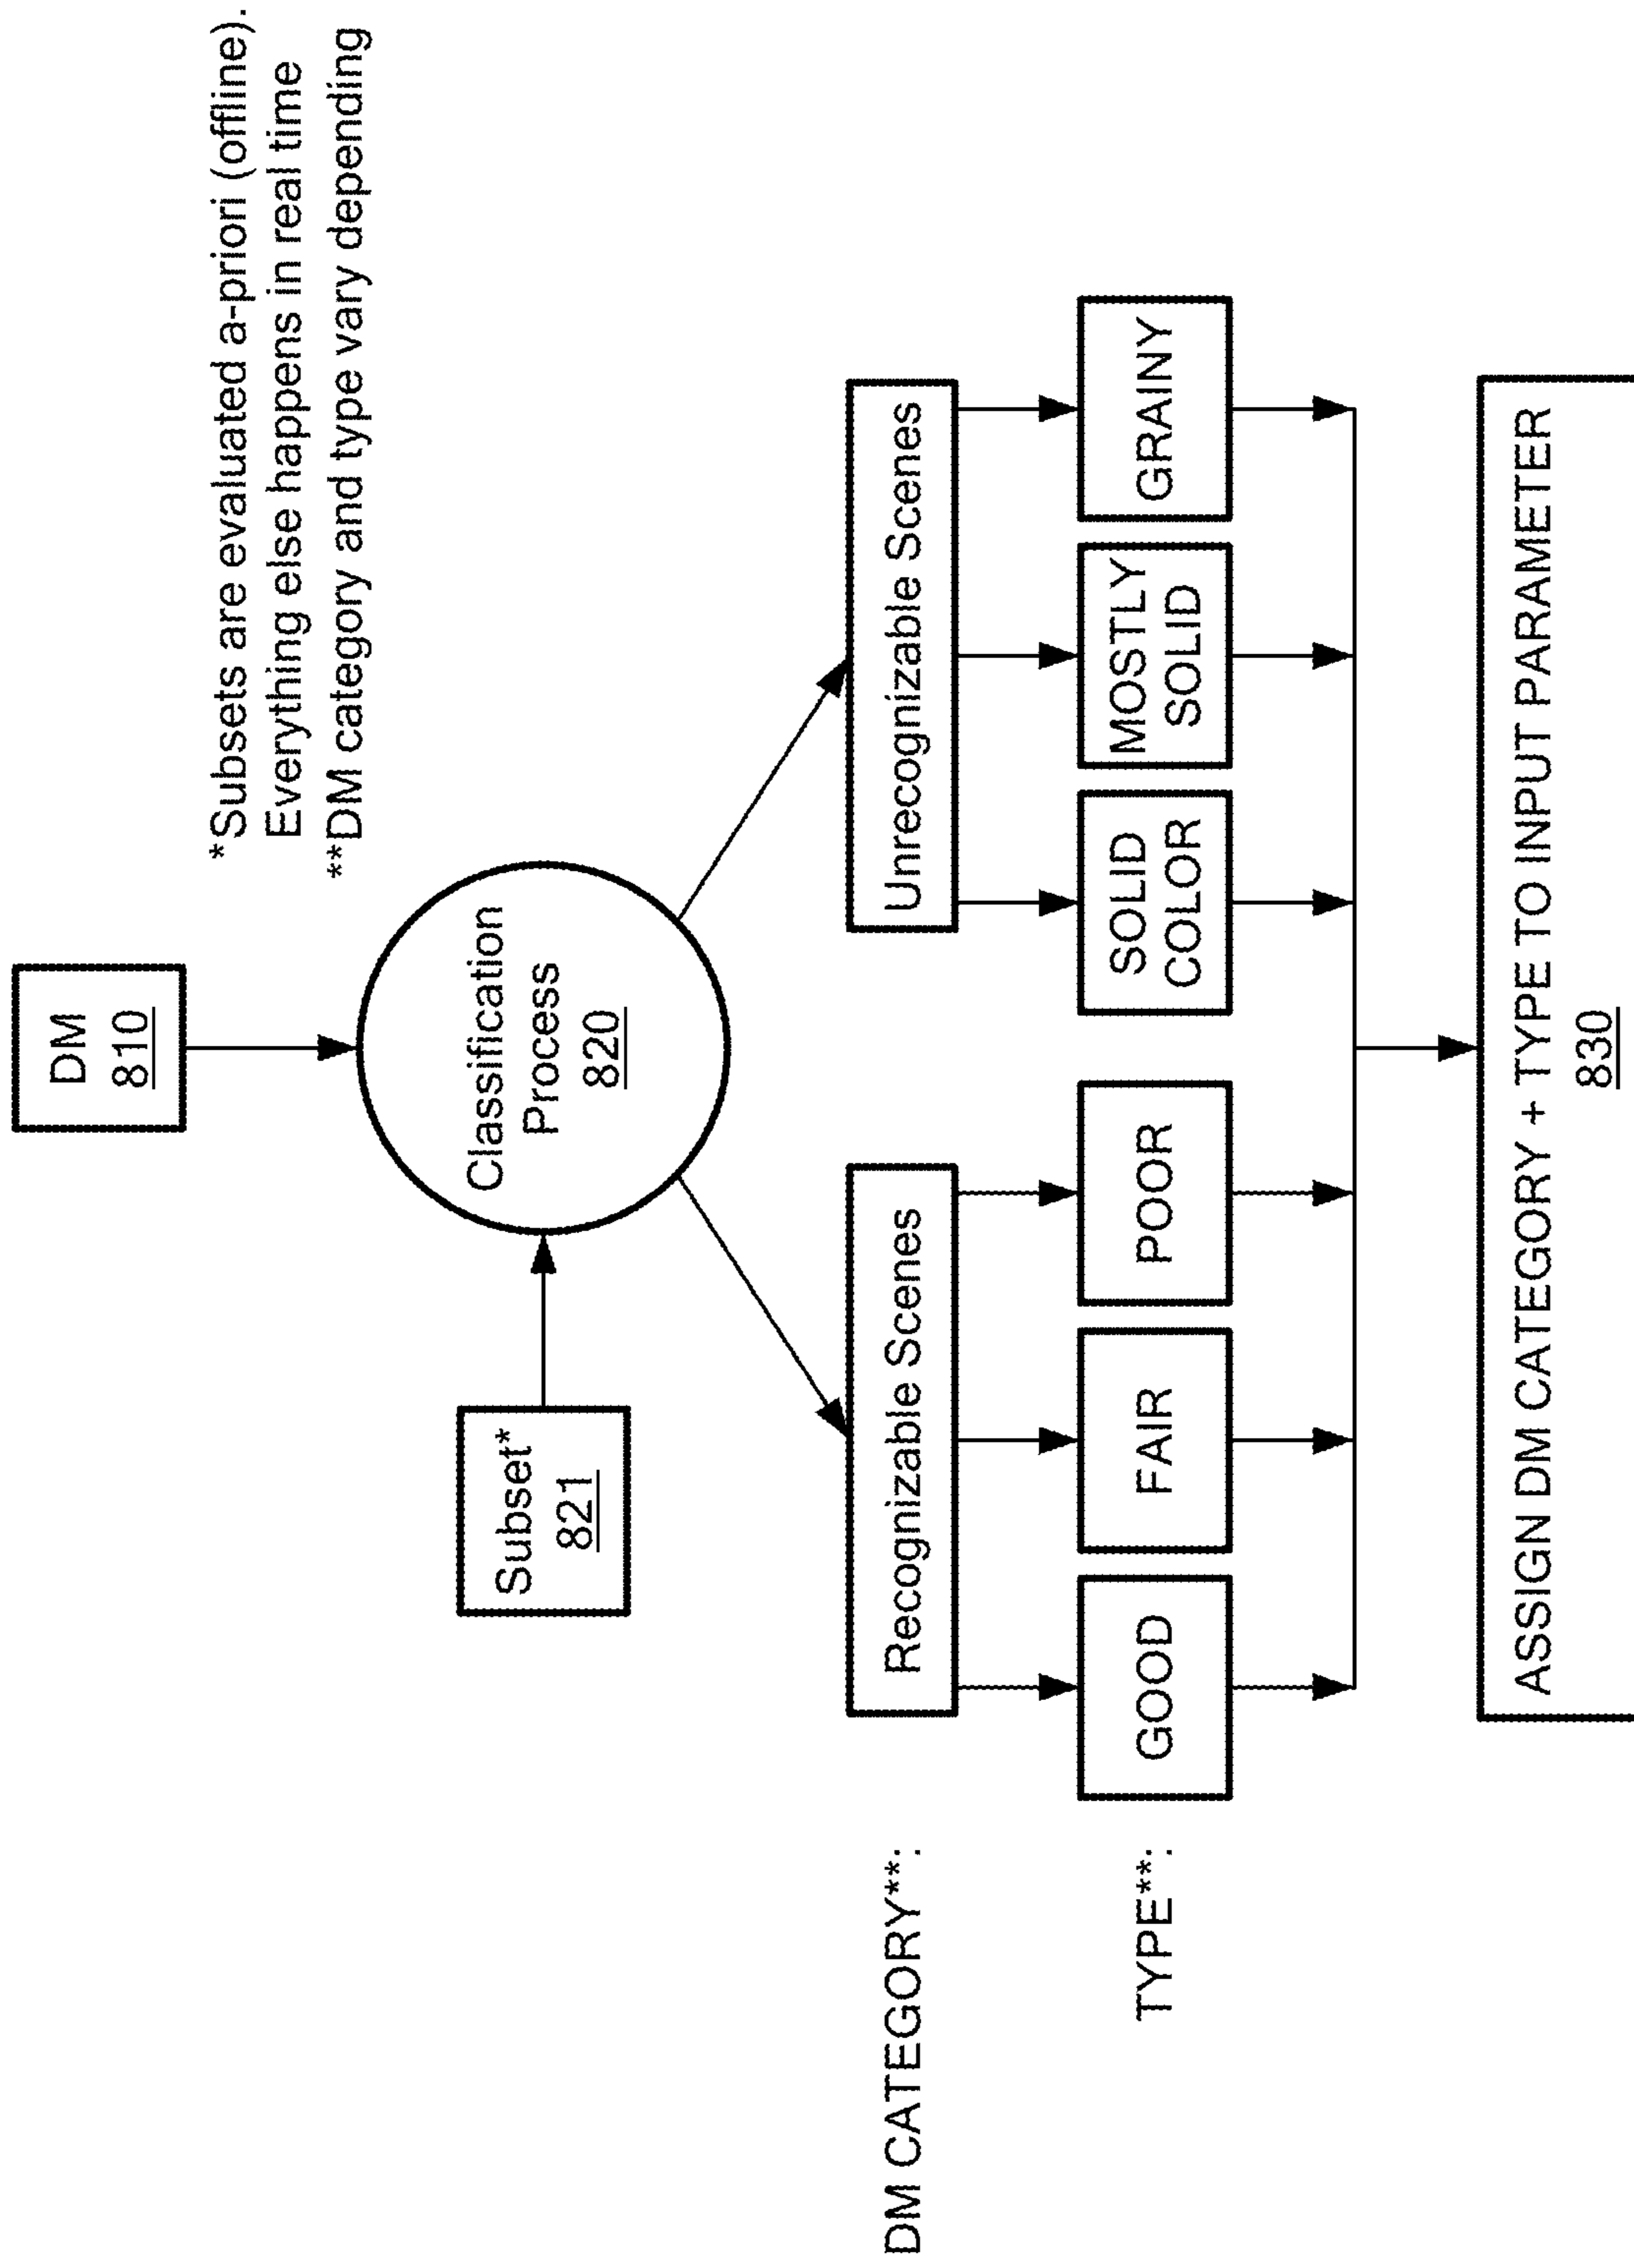 DM
810
*Subsets are evaluated a-priori (offline).
Everything else happens in real time
**DM category and type vary depending
Subset*
821
Classification
Process
820
DM CATEGORY**:
Recognizable Scenes
Unrecognizable Scenes
TYPE**:
GOOD
FAIR
POOR
SOLID
COLOR
MOSTLY
SOLID
GRAINY
ASSIGN DM CATEGORY + TYPE TO INPUT PARAMETER
830